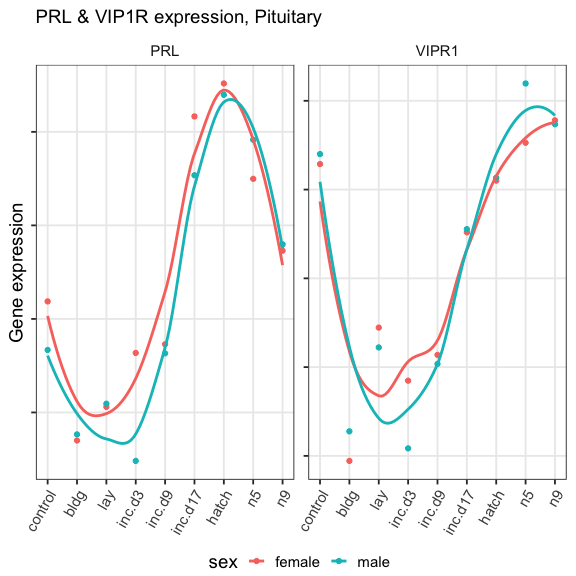 PRL & VIP1R expression, Pituitary
PRL
VIPR1
Gene expression
control
bldg
lay
inc.d3
inc.d9
inc.d17
hatch
n5
n9
control
bldg
lay
inc.d3
inc.d9
inc.d17
hatch
n5
n9
sex female male